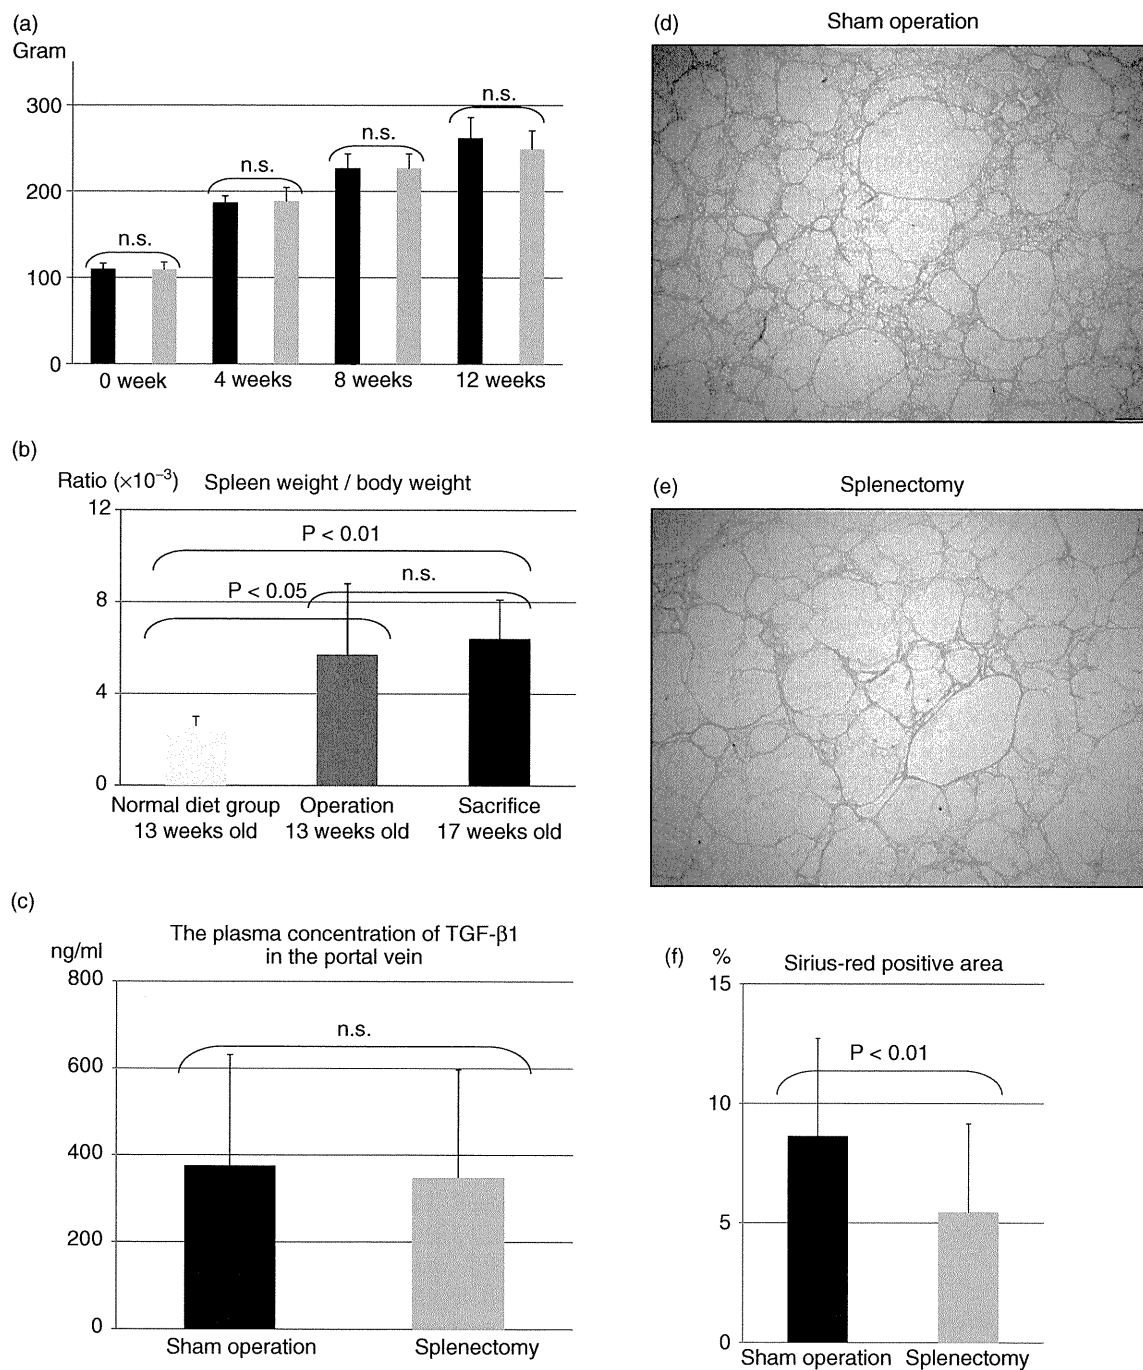 (a)
Gram
300
200
100
0
n.s.
n.s.
n.s.
n.s.
0 week 4 weeks 8 weeks 12 weeks
(b)
Ratio (×10⁻³) Spleen weight / body weight
12
8
4
0
P < 0.01
n.s.
P < 0.05
Normal diet group Operation Sacrifice
13 weeks old 13 weeks old 17 weeks old
(c)
The plasma concentration of TGF-β1
in the portal vein
ng/ml
800
600
400
200
0
n.s.
Sham operation Splenectomy
(d) Sham operation
(e) Splenectomy
(f) % Sirius-red positive area
15
10
5
0
P < 0.01
Sham operation Splenectomy